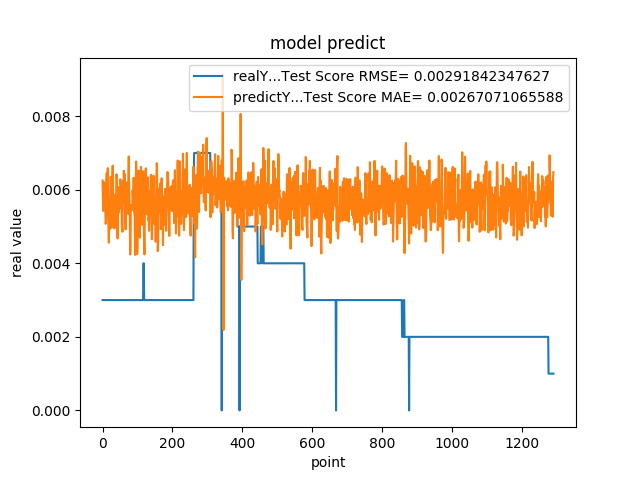 model predict
realY...Test Score RMSE= 0.00291842347627
predictY...Test Score MAE= 0.00267071065588
real value
0.008
0.006
0.004
0.002
0.000
0 200 400 600 800 1000 1200
point